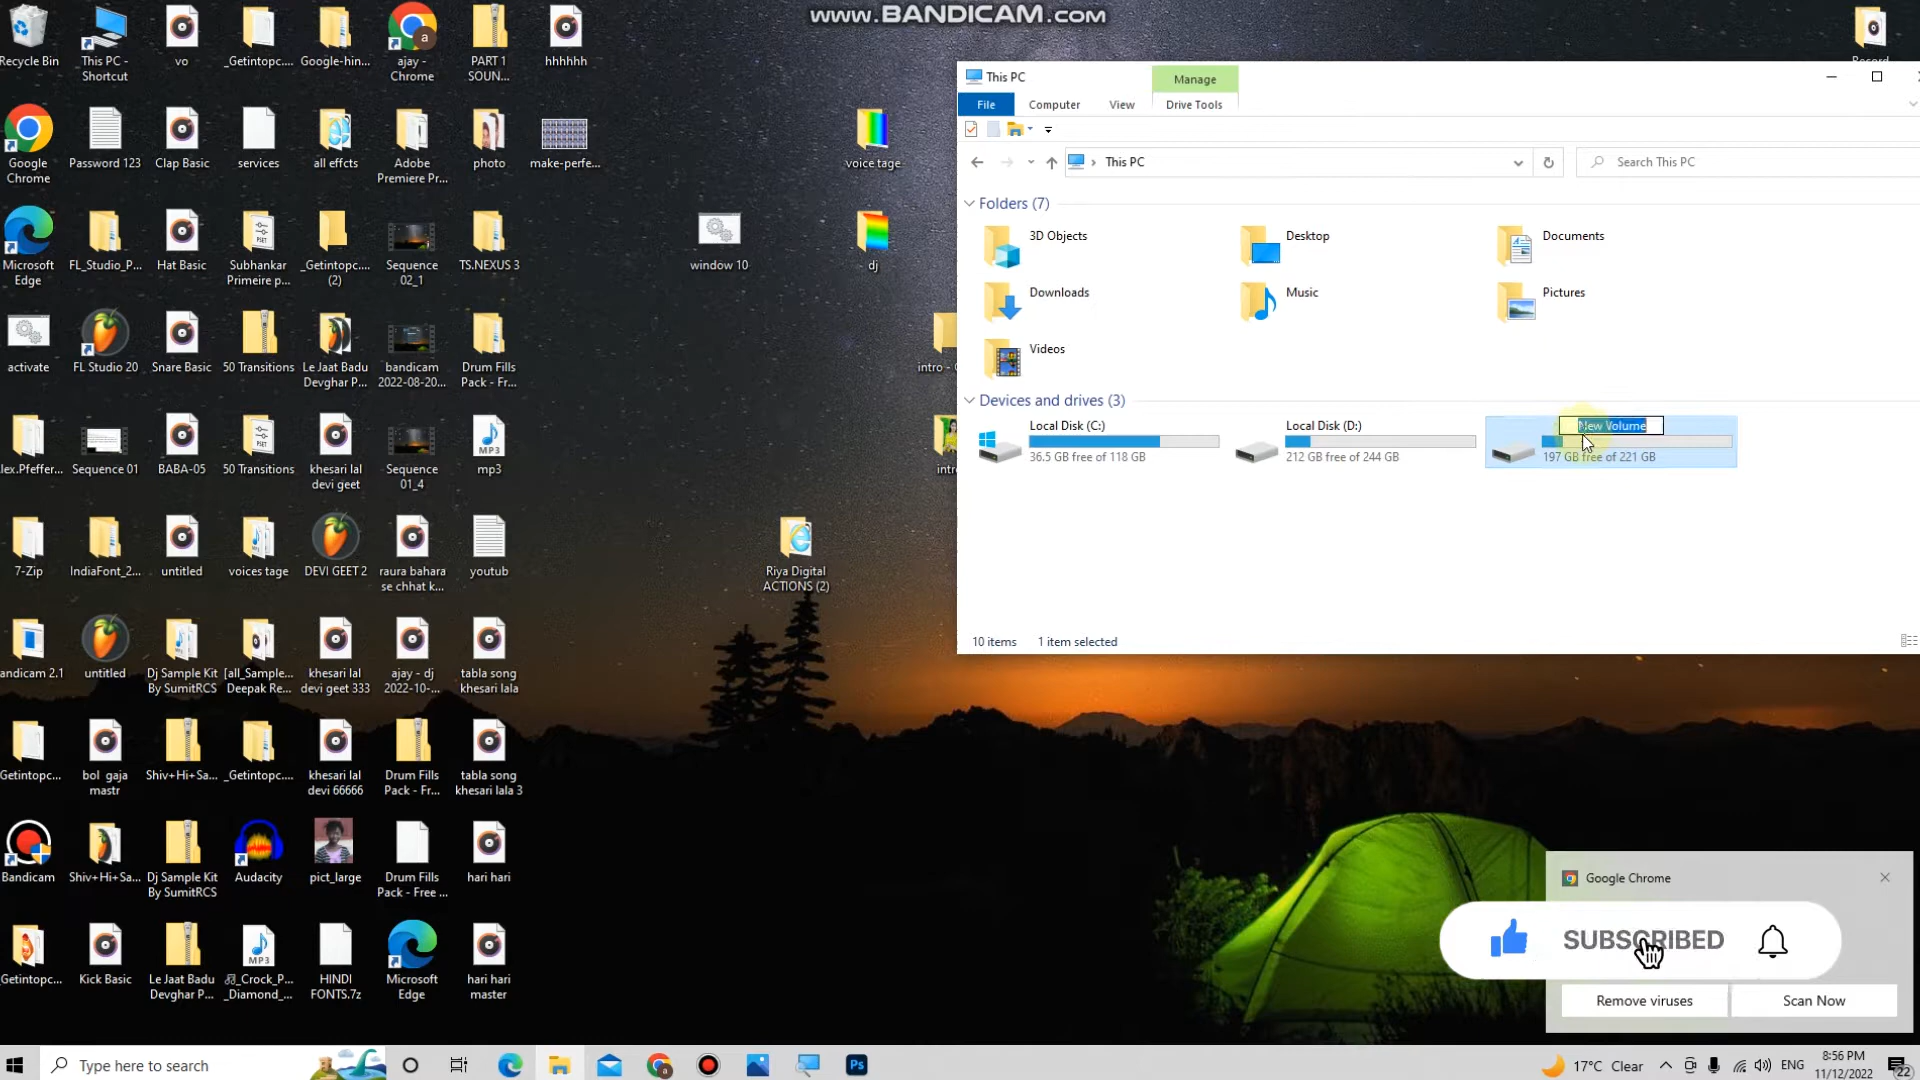 www.BANDICAM.com
Recycle Bin
This PC -
Shortcut
vo
_Getintopc....
Google-hin...
ajay -
Chrome
PART 1
SOUN...
hhhhhh
Record
Google
Chrome
Password 123
Clap Basic
services
all effcts
Adobe
Premiere Pr...
photo
make-perfe...
voice tage
Microsoft
Edge
FL_Studio_P...
Hat Basic
Subhankar
Primeire p...
_Getintopc....
(2)
Sequence
02_1
TS.NEXUS 3
window 10
dj
activate
FL Studio 20
Snare Basic
50 Transitions
Le Jaat Badu
Devghar P...
bandicam
2022-08-20...
Drum Fills
Pack - Fr...
intro - 
lex.Pfeffer...
Sequence 01
BABA-05
50 Transitions
khesari lal
devi geet
Sequence
01_4
mp3
intr
7-Zip
IndiaFont_2...
untitled
voices tage
DEVI GEET 2
raura bahara
se chhat k...
youtub
Riya Digital
ACTIONS (2)
andicam 2.1
untitled
Dj Sample Kit
By SumitRCS
[all_Sample...
Deepak Re...
khesari lal
devi geet 333
ajay - dj
2022-10-...
tabla song
khesari lala
Getintopc...
bol gaja
mastr
Shiv+Hi+Sa...
_Getintopc....
khesari lal
devi 66666
Drum Fills
Pack - Fr...
tabla song
khesari lala 3
Bandicam
Shiv+Hi+Sa...
Dj Sample Kit
By SumitRCS
Audacity
pict_large
Drum Fills
Pack - Free ...
hari hari
Getintopc...
Kick Basic
Le Jaat Badu
Devghar P...
_Crock_P...
_Diamond_...
HINDI
FONTS.7z
Microsoft
Edge
hari hari
master
This PC
Manage
File
Computer
View
Drive Tools
This PC
Search This PC
Folders (7)
3D Objects
Desktop
Documents
Downloads
Music
Pictures
Videos
Devices and drives (3)
Local Disk (C:)
36.5 GB free of 118 GB
Local Disk (D:)
212 GB free of 244 GB
New Volume
197 GB free of 221 GB
10 items 1 item selected
Google Chrome
SUBSCRIBED
Remove viruses
Scan Now
Type here to search
a
Ps
17°C Clear
ENG
8:56 PM
11/12/2022
22